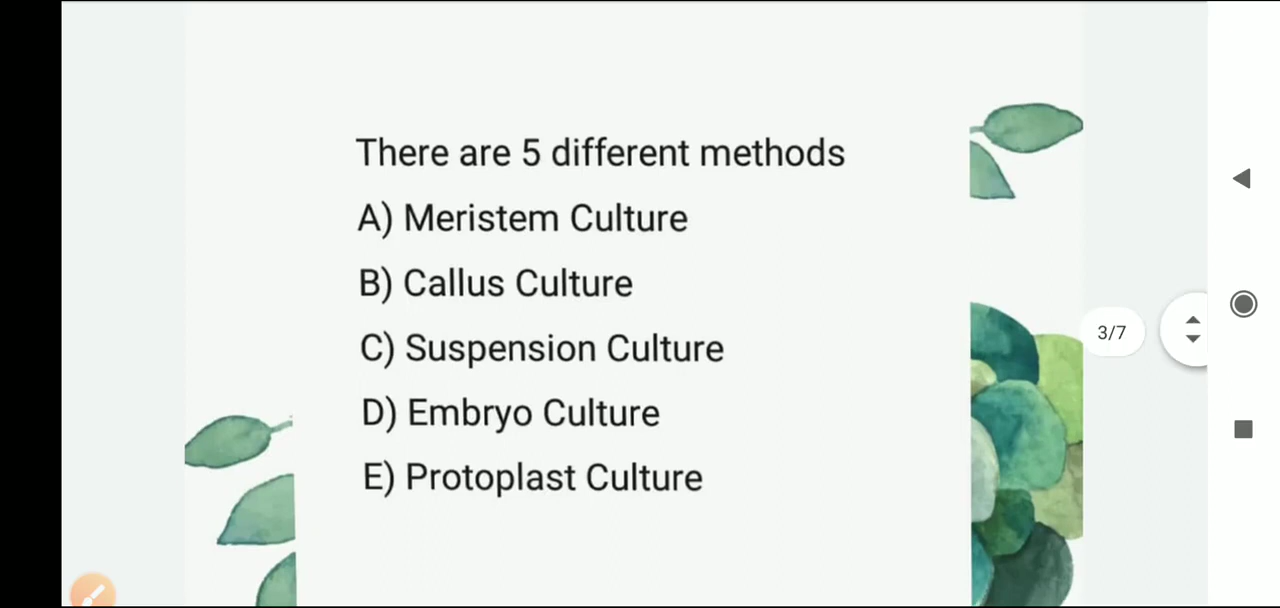 There are 5 different methods
A) Meristem Culture
B) Callus Culture
C) Suspension Culture
D) Embryo Culture
E) Protoplast Culture
3/7